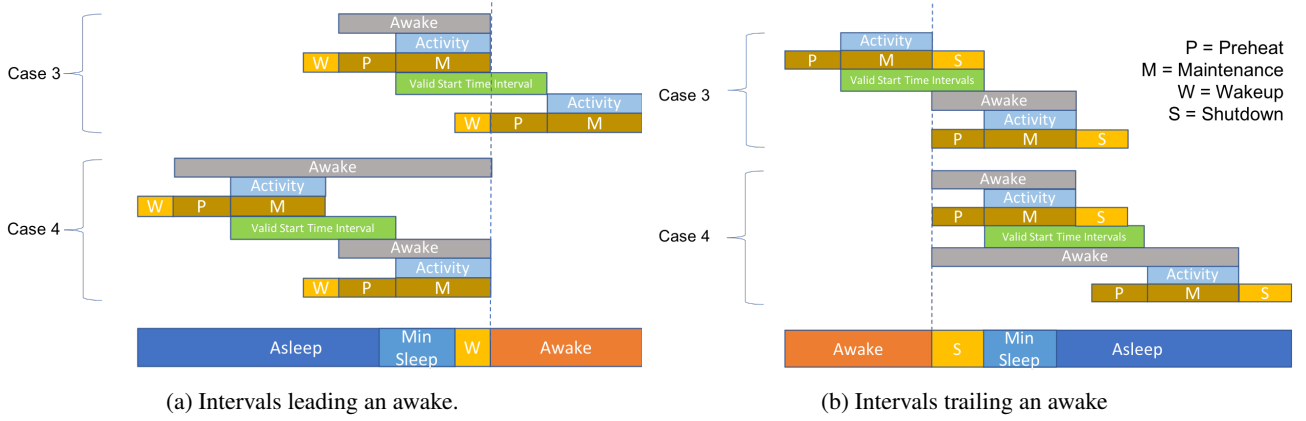 Case 3
Awake
Activity
W P M
Valid Start Time Interval
Activity
W P M
Case 4
Awake
Activity
W P M
Valid Start Time Interval
Awake
Activity
W P M
Asleep
Min
Sleep
W
Awake
(a) Intervals leading an awake.
Case 3
Activity
P M S
Valid Start Time Intervals
Awake
Activity
P M S
P = Preheat
M = Maintenance
W = Wakeup
S = Shutdown
Case 4
Awake
Activity
P M S
Valid Start Time Intervals
Awake
Activity
P M S
Awake
S
Min
Sleep
Asleep
(b) Intervals trailing an awake